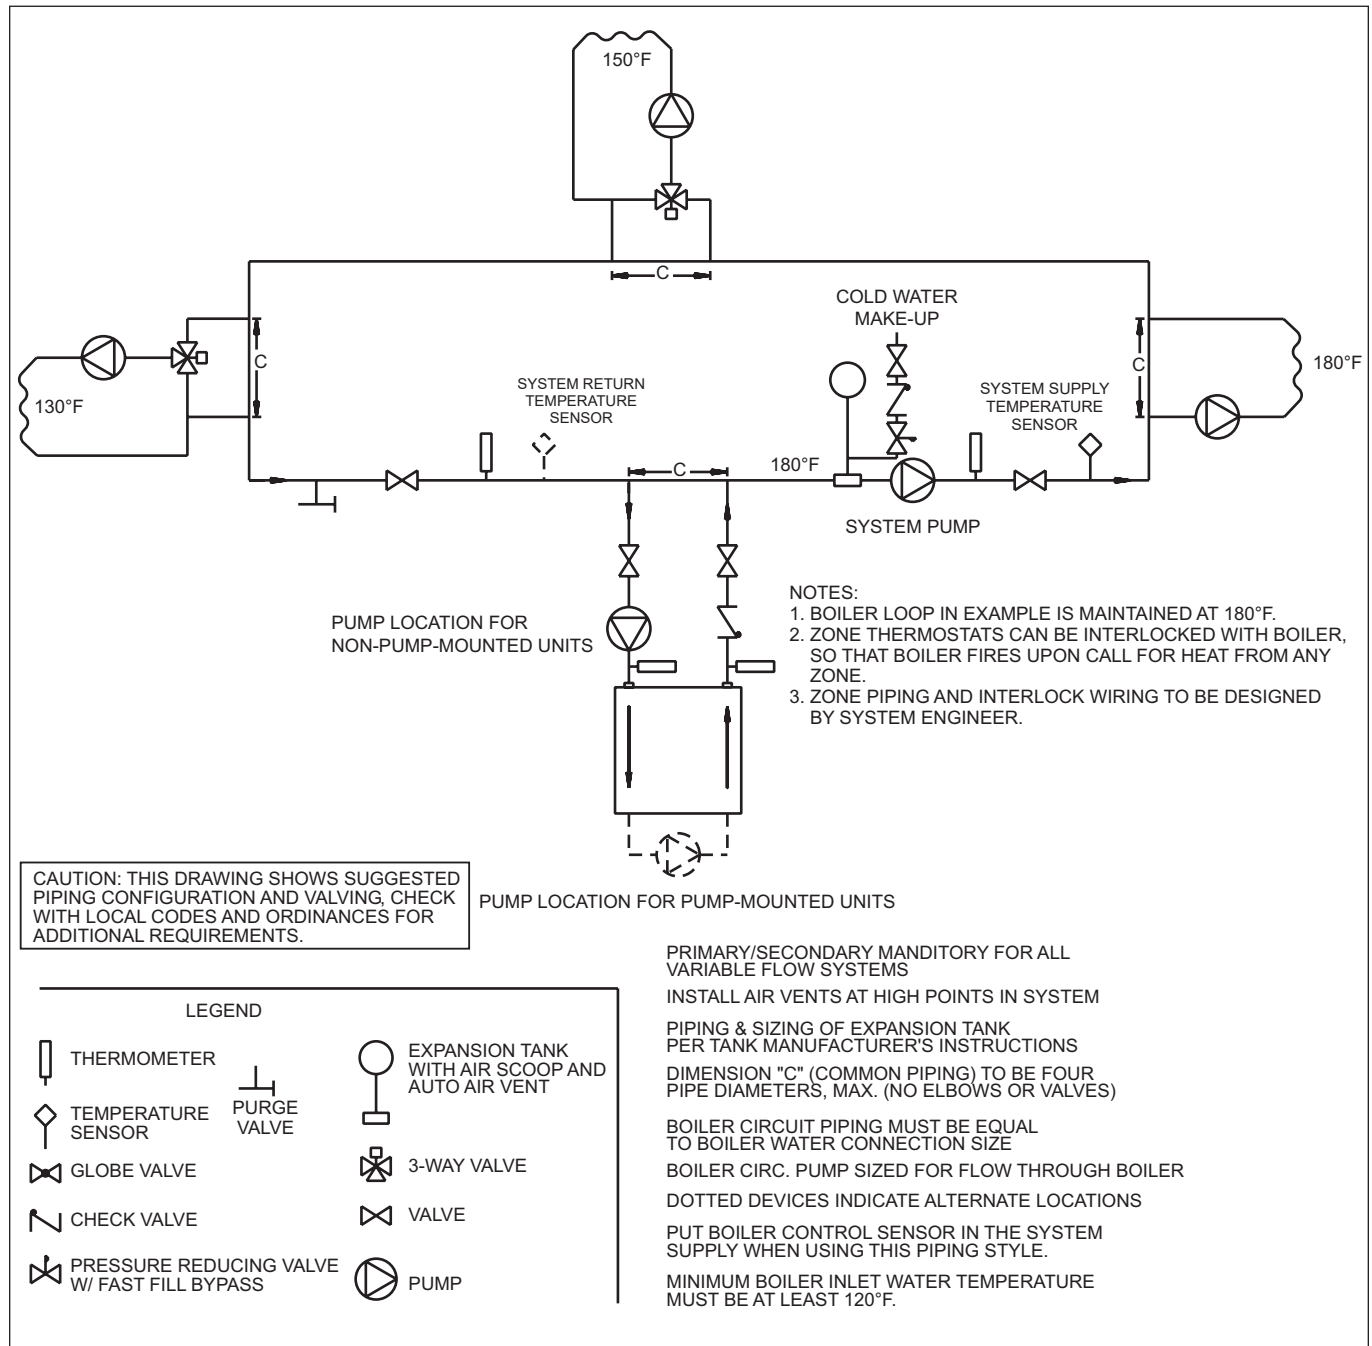 150°F
C
COLD WATER
MAKE-UP
C
C
180°F
130°F
SYSTEM RETURN
TEMPERATURE
SENSOR
SYSTEM SUPPLY
TEMPERATURE
SENSOR
C
180°F
SYSTEM PUMP
PUMP LOCATION FOR
NON-PUMP-MOUNTED UNITS
NOTES:
1. BOILER LOOP IN EXAMPLE IS MAINTAINED AT 180°F.
2. ZONE THERMOSTATS CAN BE INTERLOCKED WITH BOILER,
SO THAT BOILER FIRES UPON CALL FOR HEAT FROM ANY
ZONE.
3. ZONE PIPING AND INTERLOCK WIRING TO BE DESIGNED
BY SYSTEM ENGINEER.
CAUTION: THIS DRAWING SHOWS SUGGESTED
PIPING CONFIGURATION AND VALVING, CHECK
WITH LOCAL CODES AND ORDINANCES FOR
ADDITIONAL REQUIREMENTS.
PUMP LOCATION FOR PUMP-MOUNTED UNITS
LEGEND
THERMOMETER
PURGE
VALVE
TEMPERATURE
SENSOR
GLOBE VALVE
CHECK VALVE
PRESSURE REDUCING VALVE
W/ FAST FILL BYPASS
EXPANSION TANK
WITH AIR SCOOP AND
AUTO AIR VENT
3-WAY VALVE
VALVE
PUMP
PRIMARY/SECONDARY MANDITORY FOR ALL
VARIABLE FLOW SYSTEMS
INSTALL AIR VENTS AT HIGH POINTS IN SYSTEM
PIPING & SIZING OF EXPANSION TANK
PER TANK MANUFACTURER'S INSTRUCTIONS
DIMENSION "C" (COMMON PIPING) TO BE FOUR
PIPE DIAMETERS, MAX. (NO ELBOWS OR VALVES)
BOILER CIRCUIT PIPING MUST BE EQUAL
TO BOILER WATER CONNECTION SIZE
BOILER CIRC. PUMP SIZED FOR FLOW THROUGH BOILER
DOTTED DEVICES INDICATE ALTERNATE LOCATIONS
PUT BOILER CONTROL SENSOR IN THE SYSTEM
SUPPLY WHEN USING THIS PIPING STYLE.
MINIMUM BOILER INLET WATER TEMPERATURE
MUST BE AT LEAST 120°F.